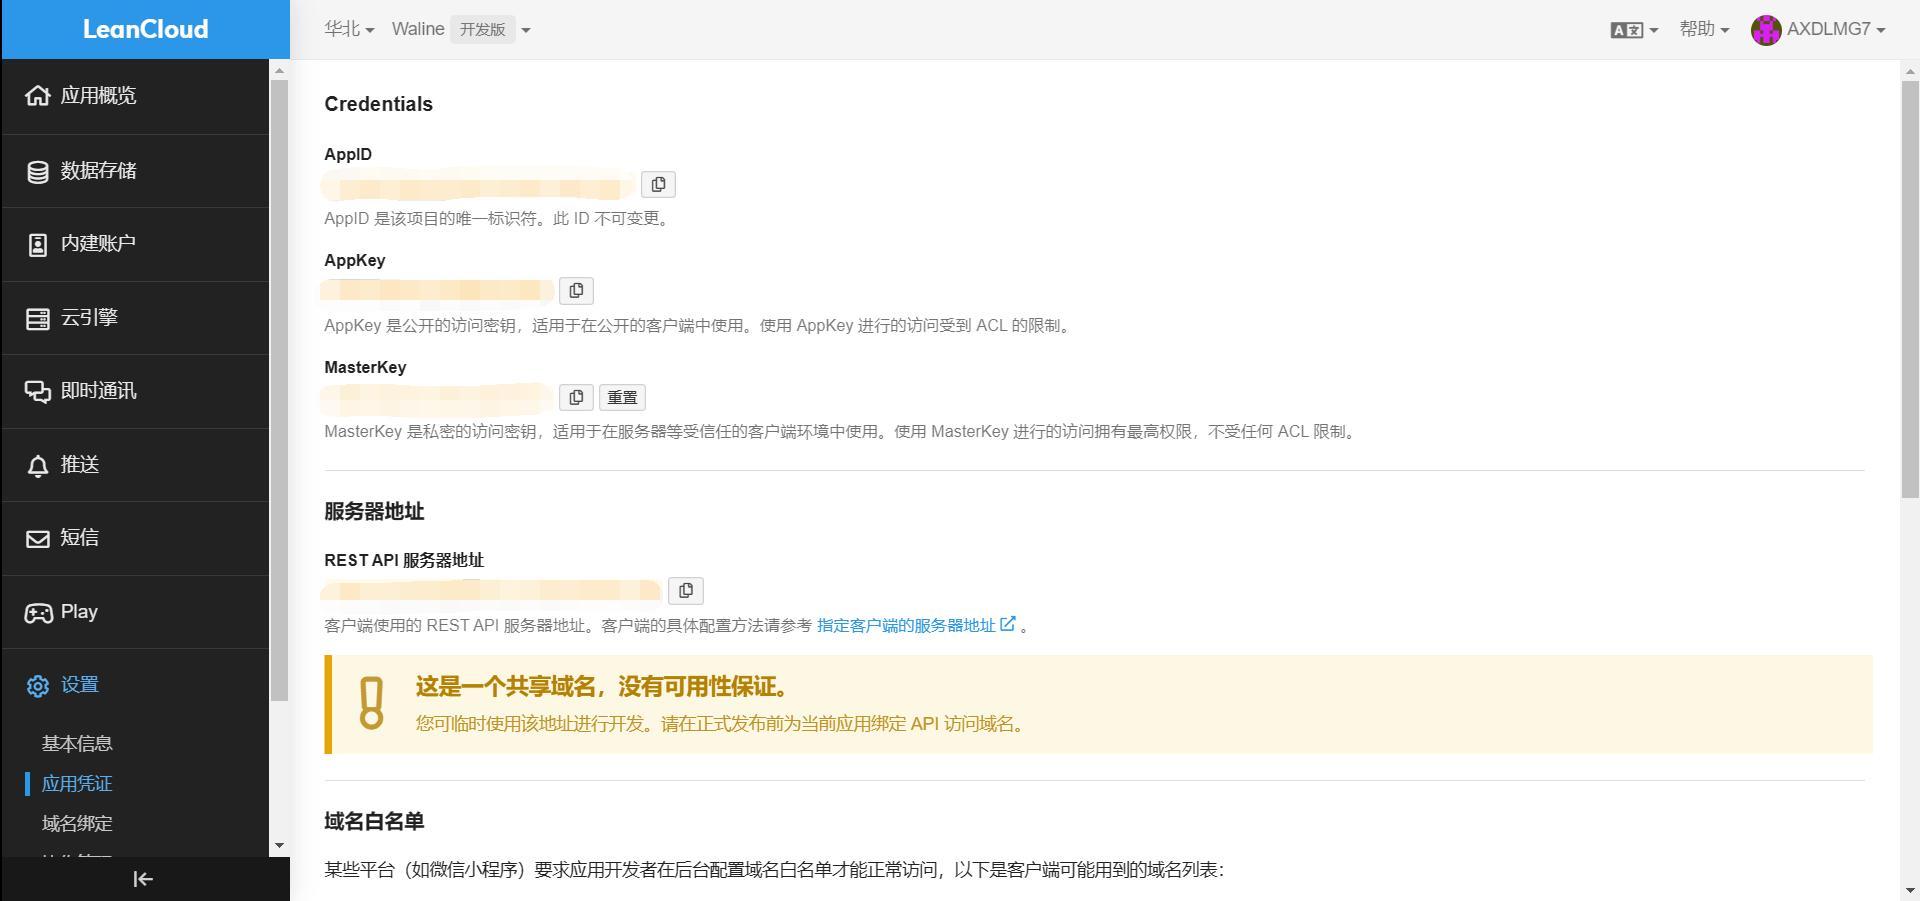 LeanCloud
华北
Waline 开发版
帮助
AXDLMG7
应用概览
数据存储
内建账户
云引擎
即时通讯
推送
短信
Play
设置
基本信息
应用凭证
域名绑定
Credentials
AppID
AppID 是该项目的唯一标识符。此 ID 不可变更。
AppKey
AppKey 是公开的访问密钥，适用于在公开的客户端中使用。使用 AppKey 进行的访问受到 ACL 的限制。
MasterKey
重置
MasterKey 是私密的访问密钥，适用于在服务器等受信任的客户端环境中使用。使用 MasterKey 进行的访问拥有最高权限，不受任何 ACL 限制。
服务器地址
REST API 服务器地址
客户端使用的 REST API 服务器地址。客户端的具体配置方法请参考 指定客户端的服务器地址 。
这是一个共享域名，没有可用性保证。
您可临时使用该地址进行开发。请在正式发布前为当前应用绑定 API 访问域名。
域名白名单
某些平台（如微信小程序）要求应用开发者在后台配置域名白名单才能正常访问，以下是客户端可能用到的域名列表：